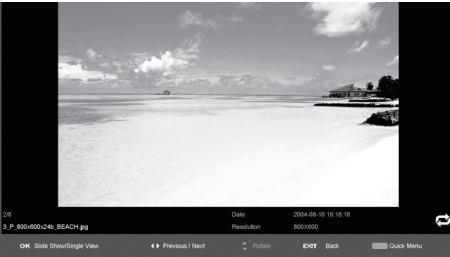 2/8
Date 2004-08-16 16:16:18
3_P_800x600x24b_BEACH.jpg
Resolution 800X600
OK Slide Show/Single View Previous / Next Rotate EXIT Back Quick Menu